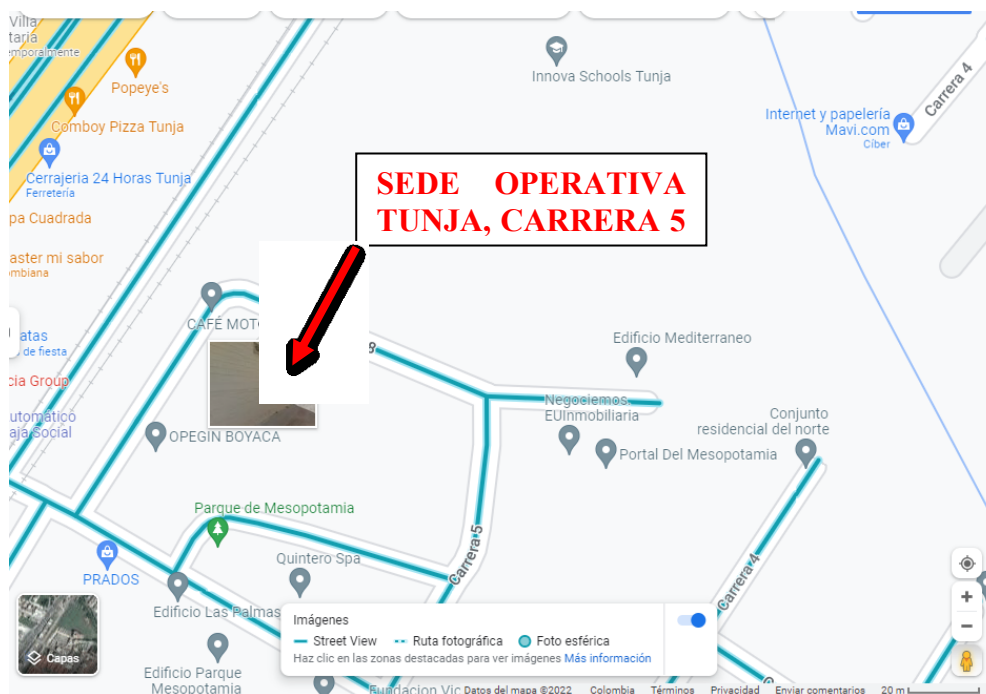 Villa
taria
emporalmente
Popeye's
Comboy Pizza Tunja
Cerrajeria 24 Horas Tunja
Ferretería
pa Cuadrada
aster mi sabor
ombiana
atas
de fiesta
cia Group
utomático
aja Social
Innova Schools Tunja
Internet y papelería
Mavi.com
Cíber
Carrera 4
SEDE OPERATIVA
TUNJA, CARRERA 5
CAFÉ MOTO
8
OPEGIN BOYACA
Edificio Mediterraneo
Negociemos
EUInmobiliaria
Conjunto
residencial del norte
Portal Del Mesopotamia
Parque de Mesopotamia
Carrera 5
Quintero Spa
Carrera 4
PRADOS
Edificio Las Palmas
Edificio Parque
Mesopotamia
Capas
Imágenes
Street View Ruta fotográfica Foto esférica
Haz clic en las zonas destacadas para ver imágenes Más información
Fundacion Vic
Datos del mapa ©2022 Colombia Términos Privacidad Enviar comentarios 20 m